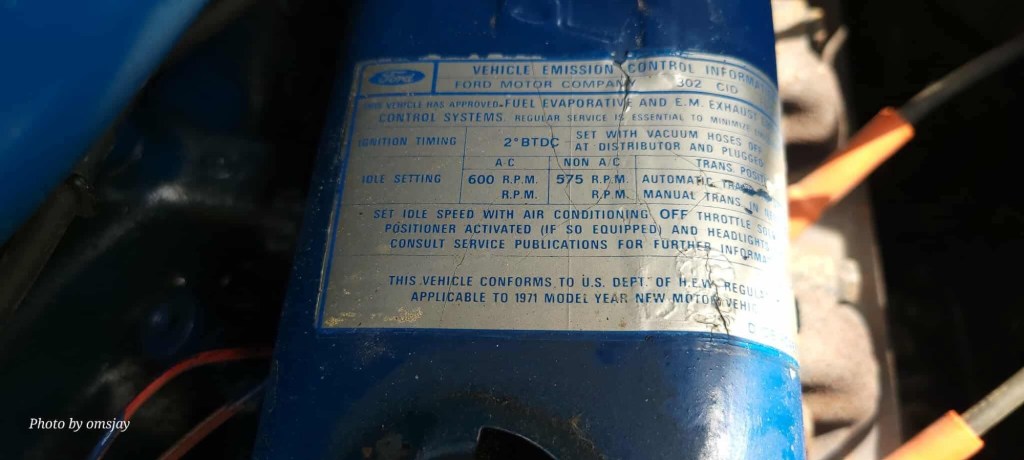 Ford
VEHICLE EMISSION CONTROL
FORD MOTOR COMPANY 302 CID
VEHICLE HAS APPROVED FUEL EVAPORATIVE AND E.M. EXHAUST
CONTROL SYSTEMS. REGULAR SERVICE IS ESSENTIAL TO MINIMIZE
IGNITION TIMING 2° BTDC SET WITH VACUUM HOSES
AT DISTRIBUTOR AND PLUGGED
A C NON A/C TRANS.
IDLE SETTING 600 R.P.M. 575 R.P.M. AUTOMATIC
R.P.M. R.P.M. MANUAL TRANS. IN
SET IDLE SPEED WITH AIR CONDITIONING OFF THROTTLE
POSITIONER ACTIVATED (IF SO EQUIPPED) AND HEADLIGHTS
CONSULT SERVICE PUBLICATIONS FOR FURTHER
THIS VEHICLE CONFORMS TO U.S. DEPT. OF H.E.W.
APPLICABLE TO 1971 MODEL YEAR NEW MOTOR
Photo by omsjay